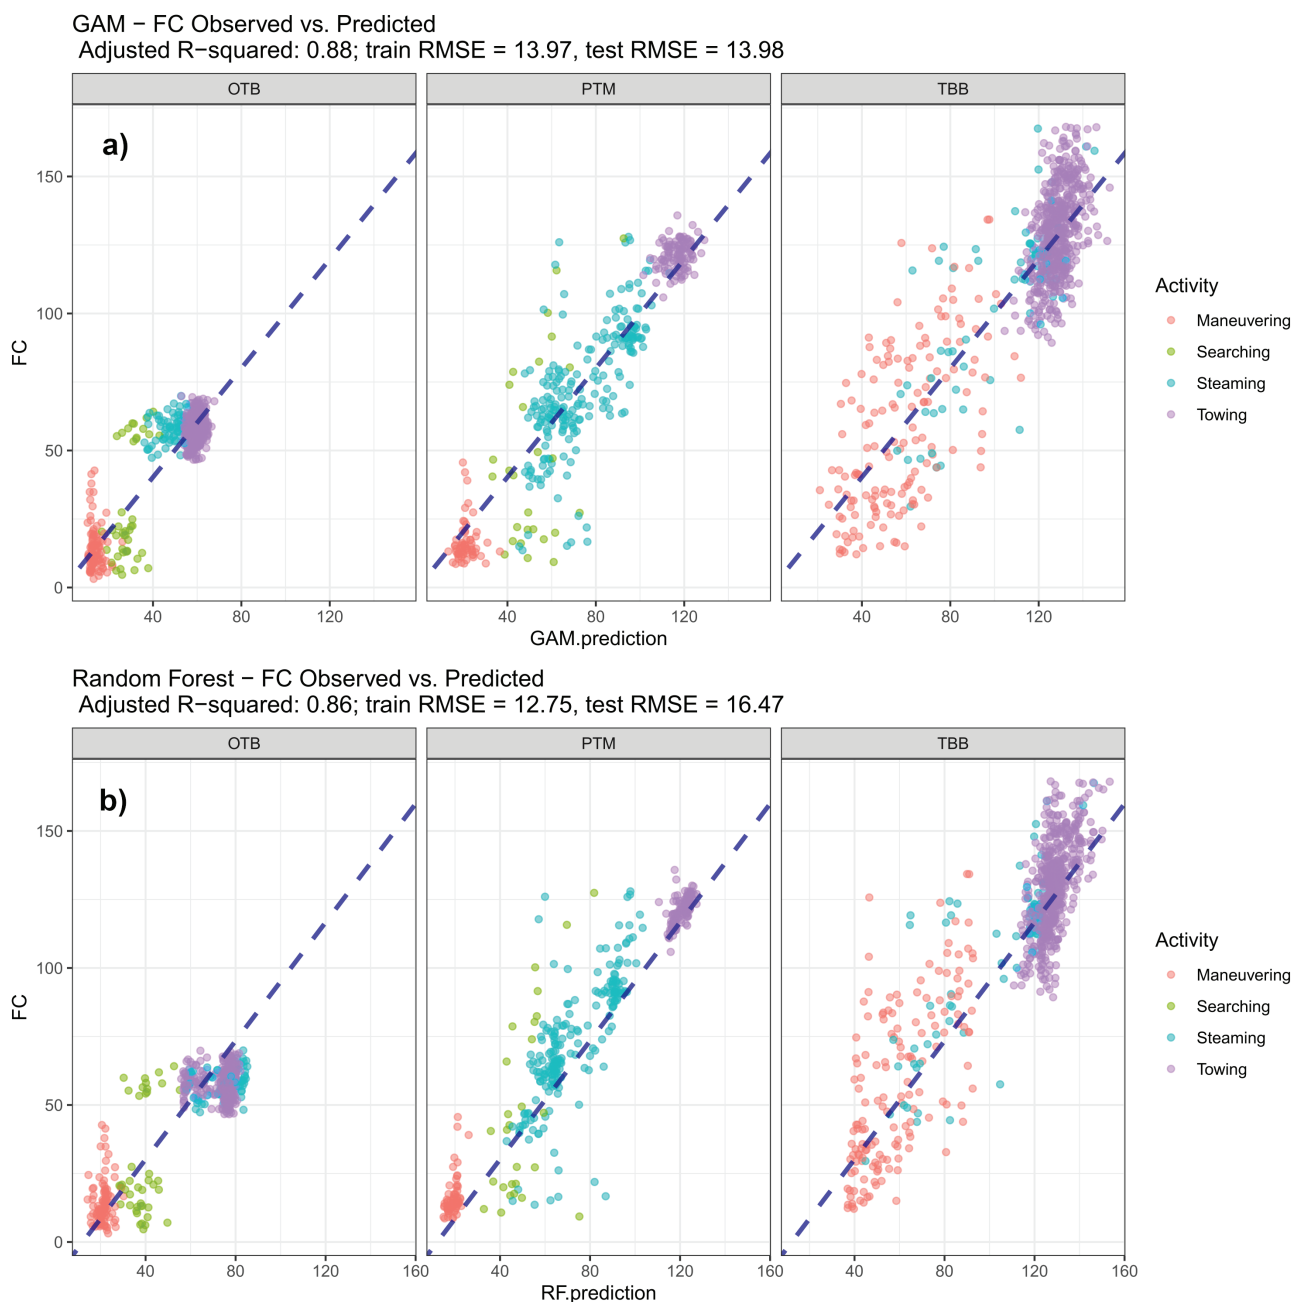 GAM − FC Observed vs. Predicted
Adjusted R−squared: 0.88; train RMSE = 13.97, test RMSE = 13.98
OTB PTM TBB
a)
150
100
50
0
FC
40 80 120 40 80 120 40 80 120
GAM.prediction
Activity
Maneuvering
Searching
Steaming
Towing
Random Forest − FC Observed vs. Predicted
Adjusted R−squared: 0.86; train RMSE = 12.75, test RMSE = 16.47
OTB PTM TBB
b)
150
100
50
0
FC
40 80 120 160 40 80 120 160 40 80 120 160
RF.prediction
Activity
Maneuvering
Searching
Steaming
Towing